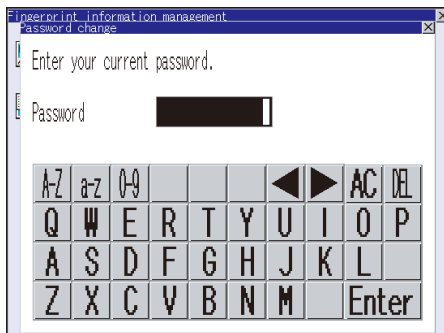 Fingerprint information management
Password change
Enter your current password.
Password
A-Z a-z 0-9 ◀ ▶ AC DEL
Q W E R T Y U I O P
A S D F G H J K L
Z X C V B N M Enter